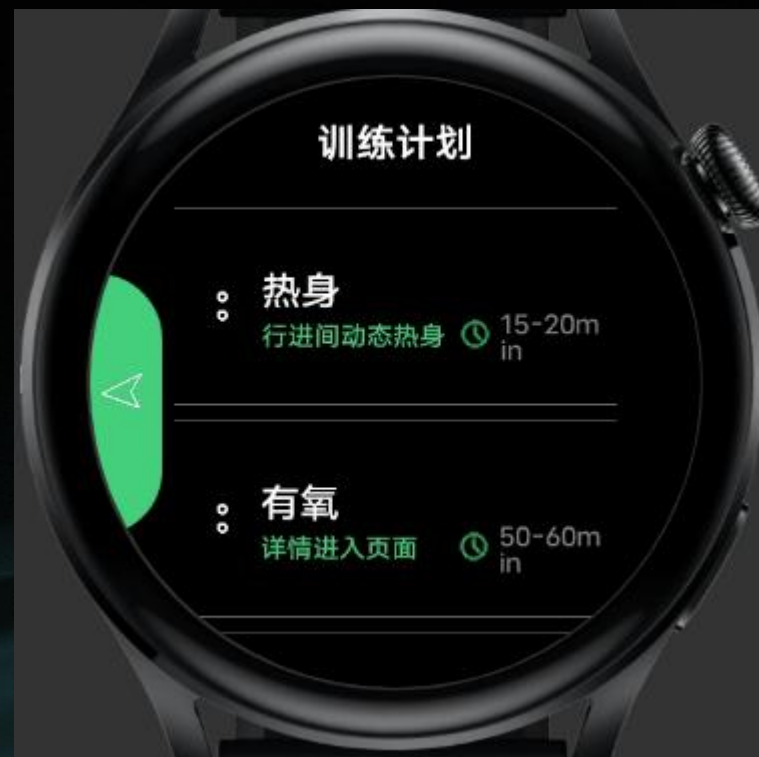 训练计划
热身
行进间动态热身
15-20m
in
有氧
详情进入页面
50-60m
in